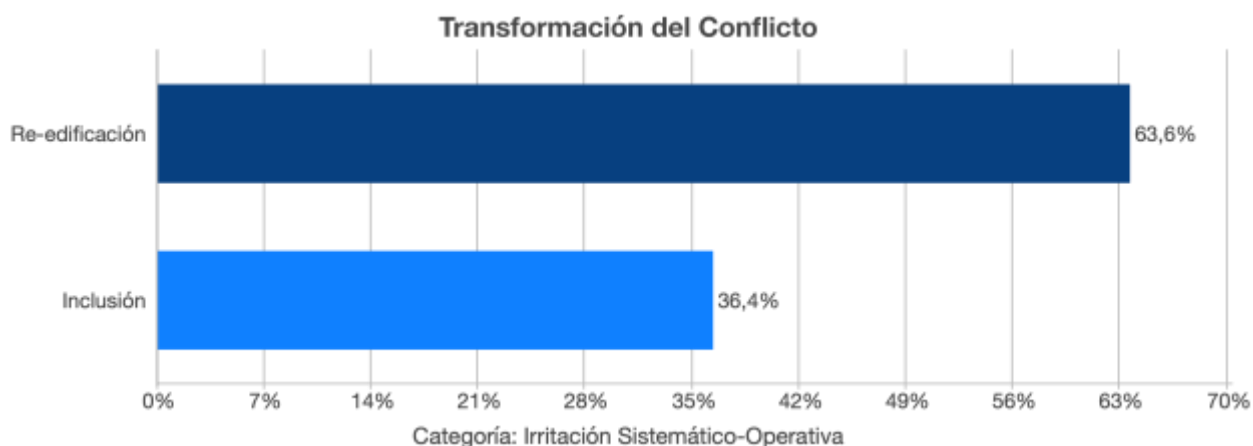 Transformación del Conflicto
Re-edificación
63,6%
Inclusión
36,4%
0% 7% 14% 21% 28% 35% 42% 49% 56% 63% 70%
Categoría: Irritación Sistemático-Operativa